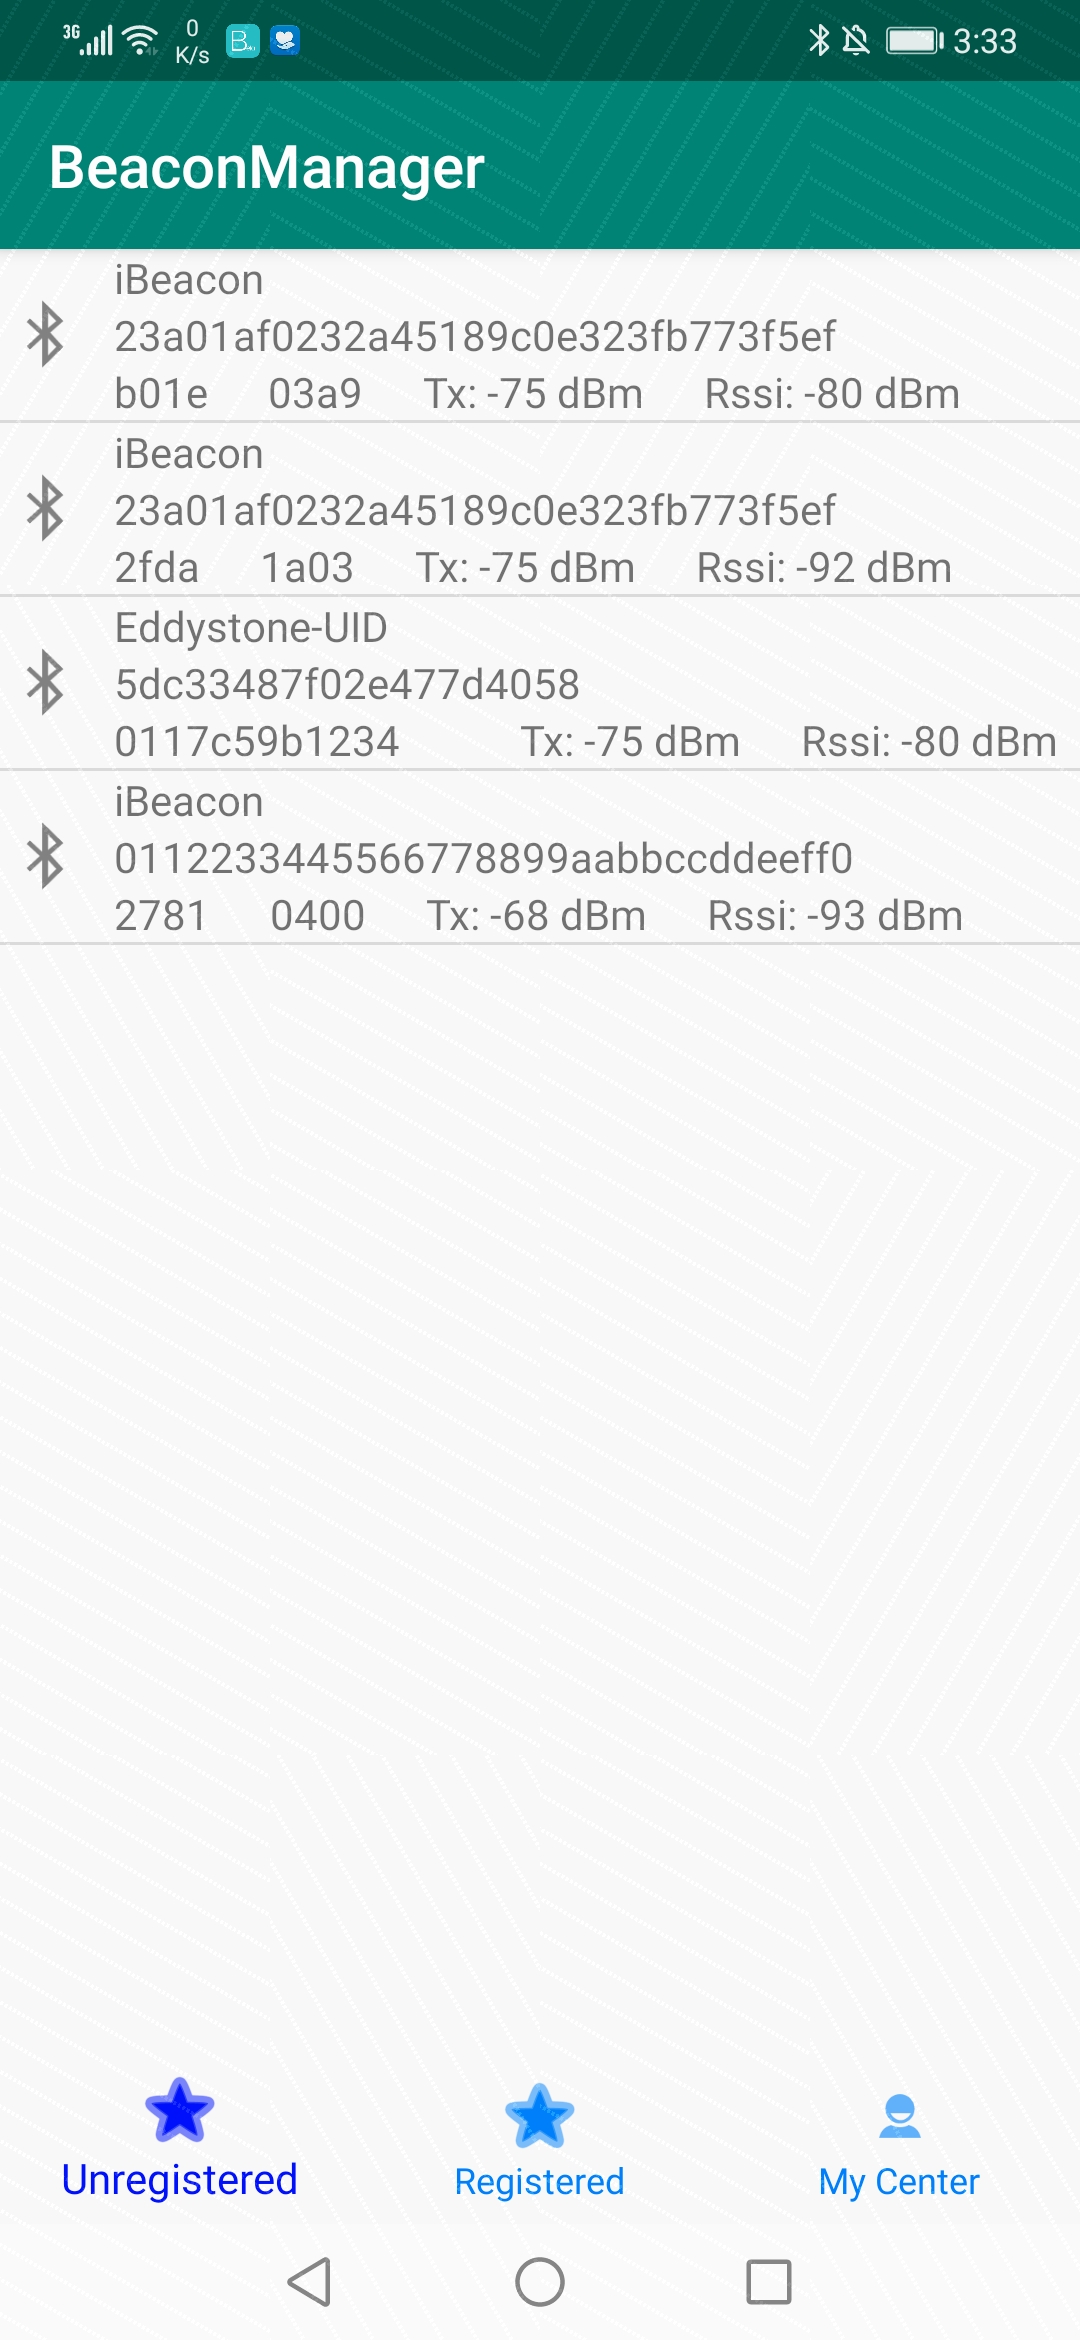 3G 0 K/s B 3:33
BeaconManager
iBeacon
23a01af0232a45189c0e323fb773f5ef
b01e 03a9 Tx: -75 dBm Rssi: -80 dBm
iBeacon
23a01af0232a45189c0e323fb773f5ef
2fda 1a03 Tx: -75 dBm Rssi: -92 dBm
Eddystone-UID
5dc33487f02e477d4058
0117c59b1234 Tx: -75 dBm Rssi: -80 dBm
iBeacon
0112233445566778899aabbccddeeff0
2781 0400 Tx: -68 dBm Rssi: -93 dBm
Unregistered Registered My Center